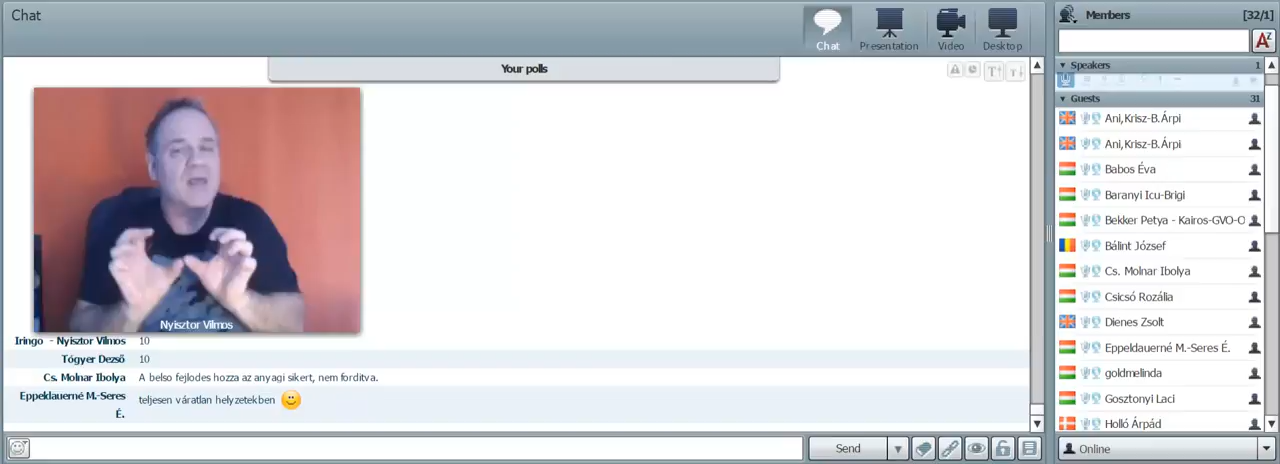 Chat
Chat
Presentation
Video
Desktop
Your polls
Nyisztor Vilmos
Iringó - Nyisztor Vilmos 10
Tógyer Dezső 10
Cs. Molnar Ibolya A belso fejlodes hozza az anyagi sikert, nem forditva.
Eppeldauerné M.-Seres É. teljesen váratlan helyzetekben
Send
Members [32/1]
Speakers 1
Guests 31
Ani,Krisz-B.Árpi
Ani,Krisz-B.Árpi
Babos Éva
Baranyi Icu-Brigi
Bekker Petya - Kairos-GVO-O
Bálint József
Cs. Molnar Ibolya
Csicsó Rozália
Dienes Zsolt
Eppeldauerné M.-Seres É.
goldmelinda
Gosztonyi Laci
Holló Árpád
Online